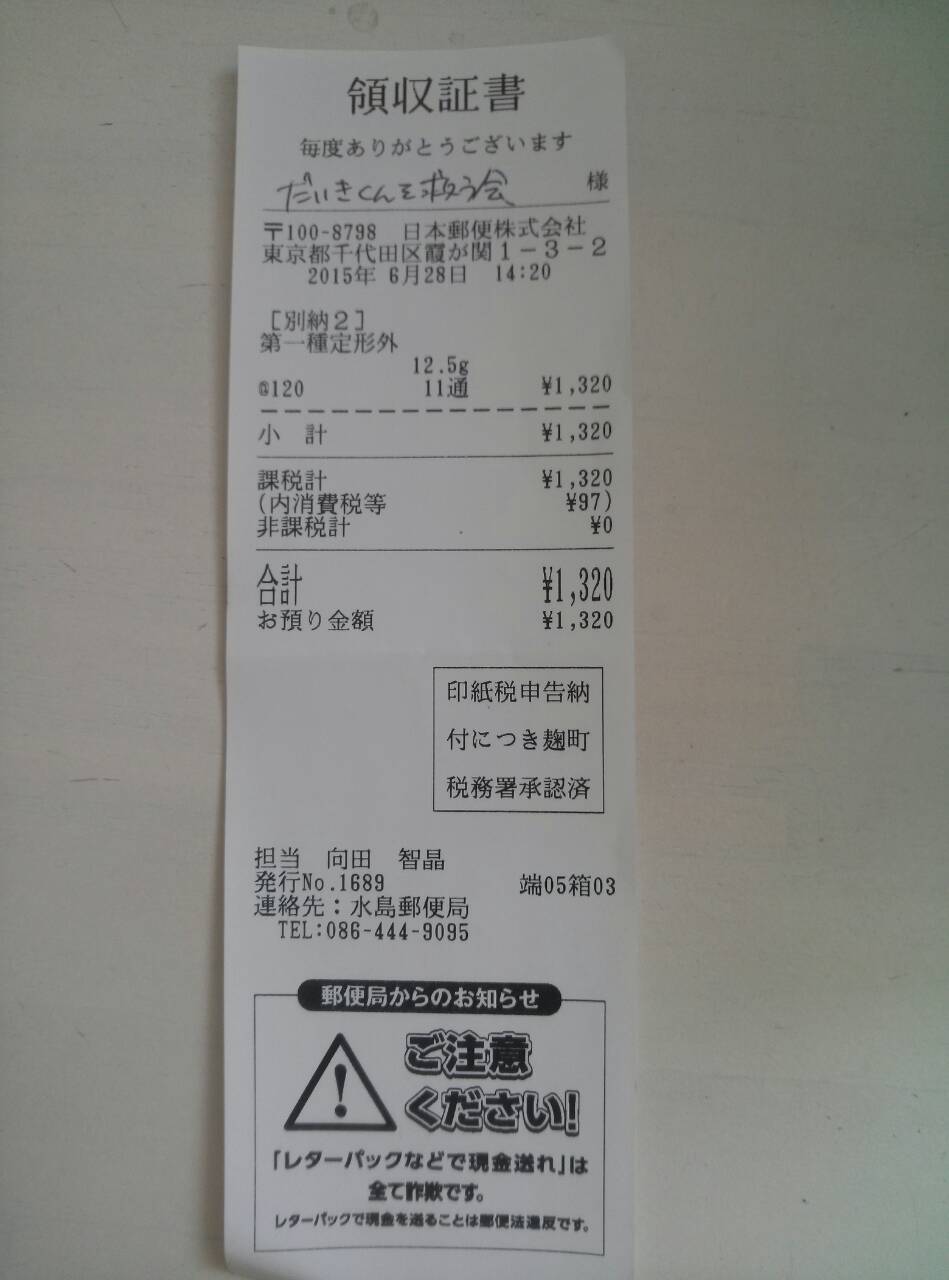 領収証書
毎度ありがとうございます
だいきくんを救う会 様
〒100-8798 日本郵便株式会社
東京都千代田区霞が関1-3-2
2015年 6月28日 14:20
[別納2]
第一種定形外
12.5g
@120 11通 ¥1,320
小 計 ¥1,320
課税計 ¥1,320
(内消費税等 ¥97)
非課税計 ¥0
合計 ¥1,320
お預り金額 ¥1,320
印紙税申告納
付につき麹町
税務署承認済
担当 向田 智晶
発行No.1689 端05箱03
連絡先:水島郵便局
TEL:086-444-9095
郵便局からのお知らせ
ご注意
ください!
「レターパックなどで現金送れ」は
全て詐欺です。
レターパックで現金を送ることは郵便法違反です。